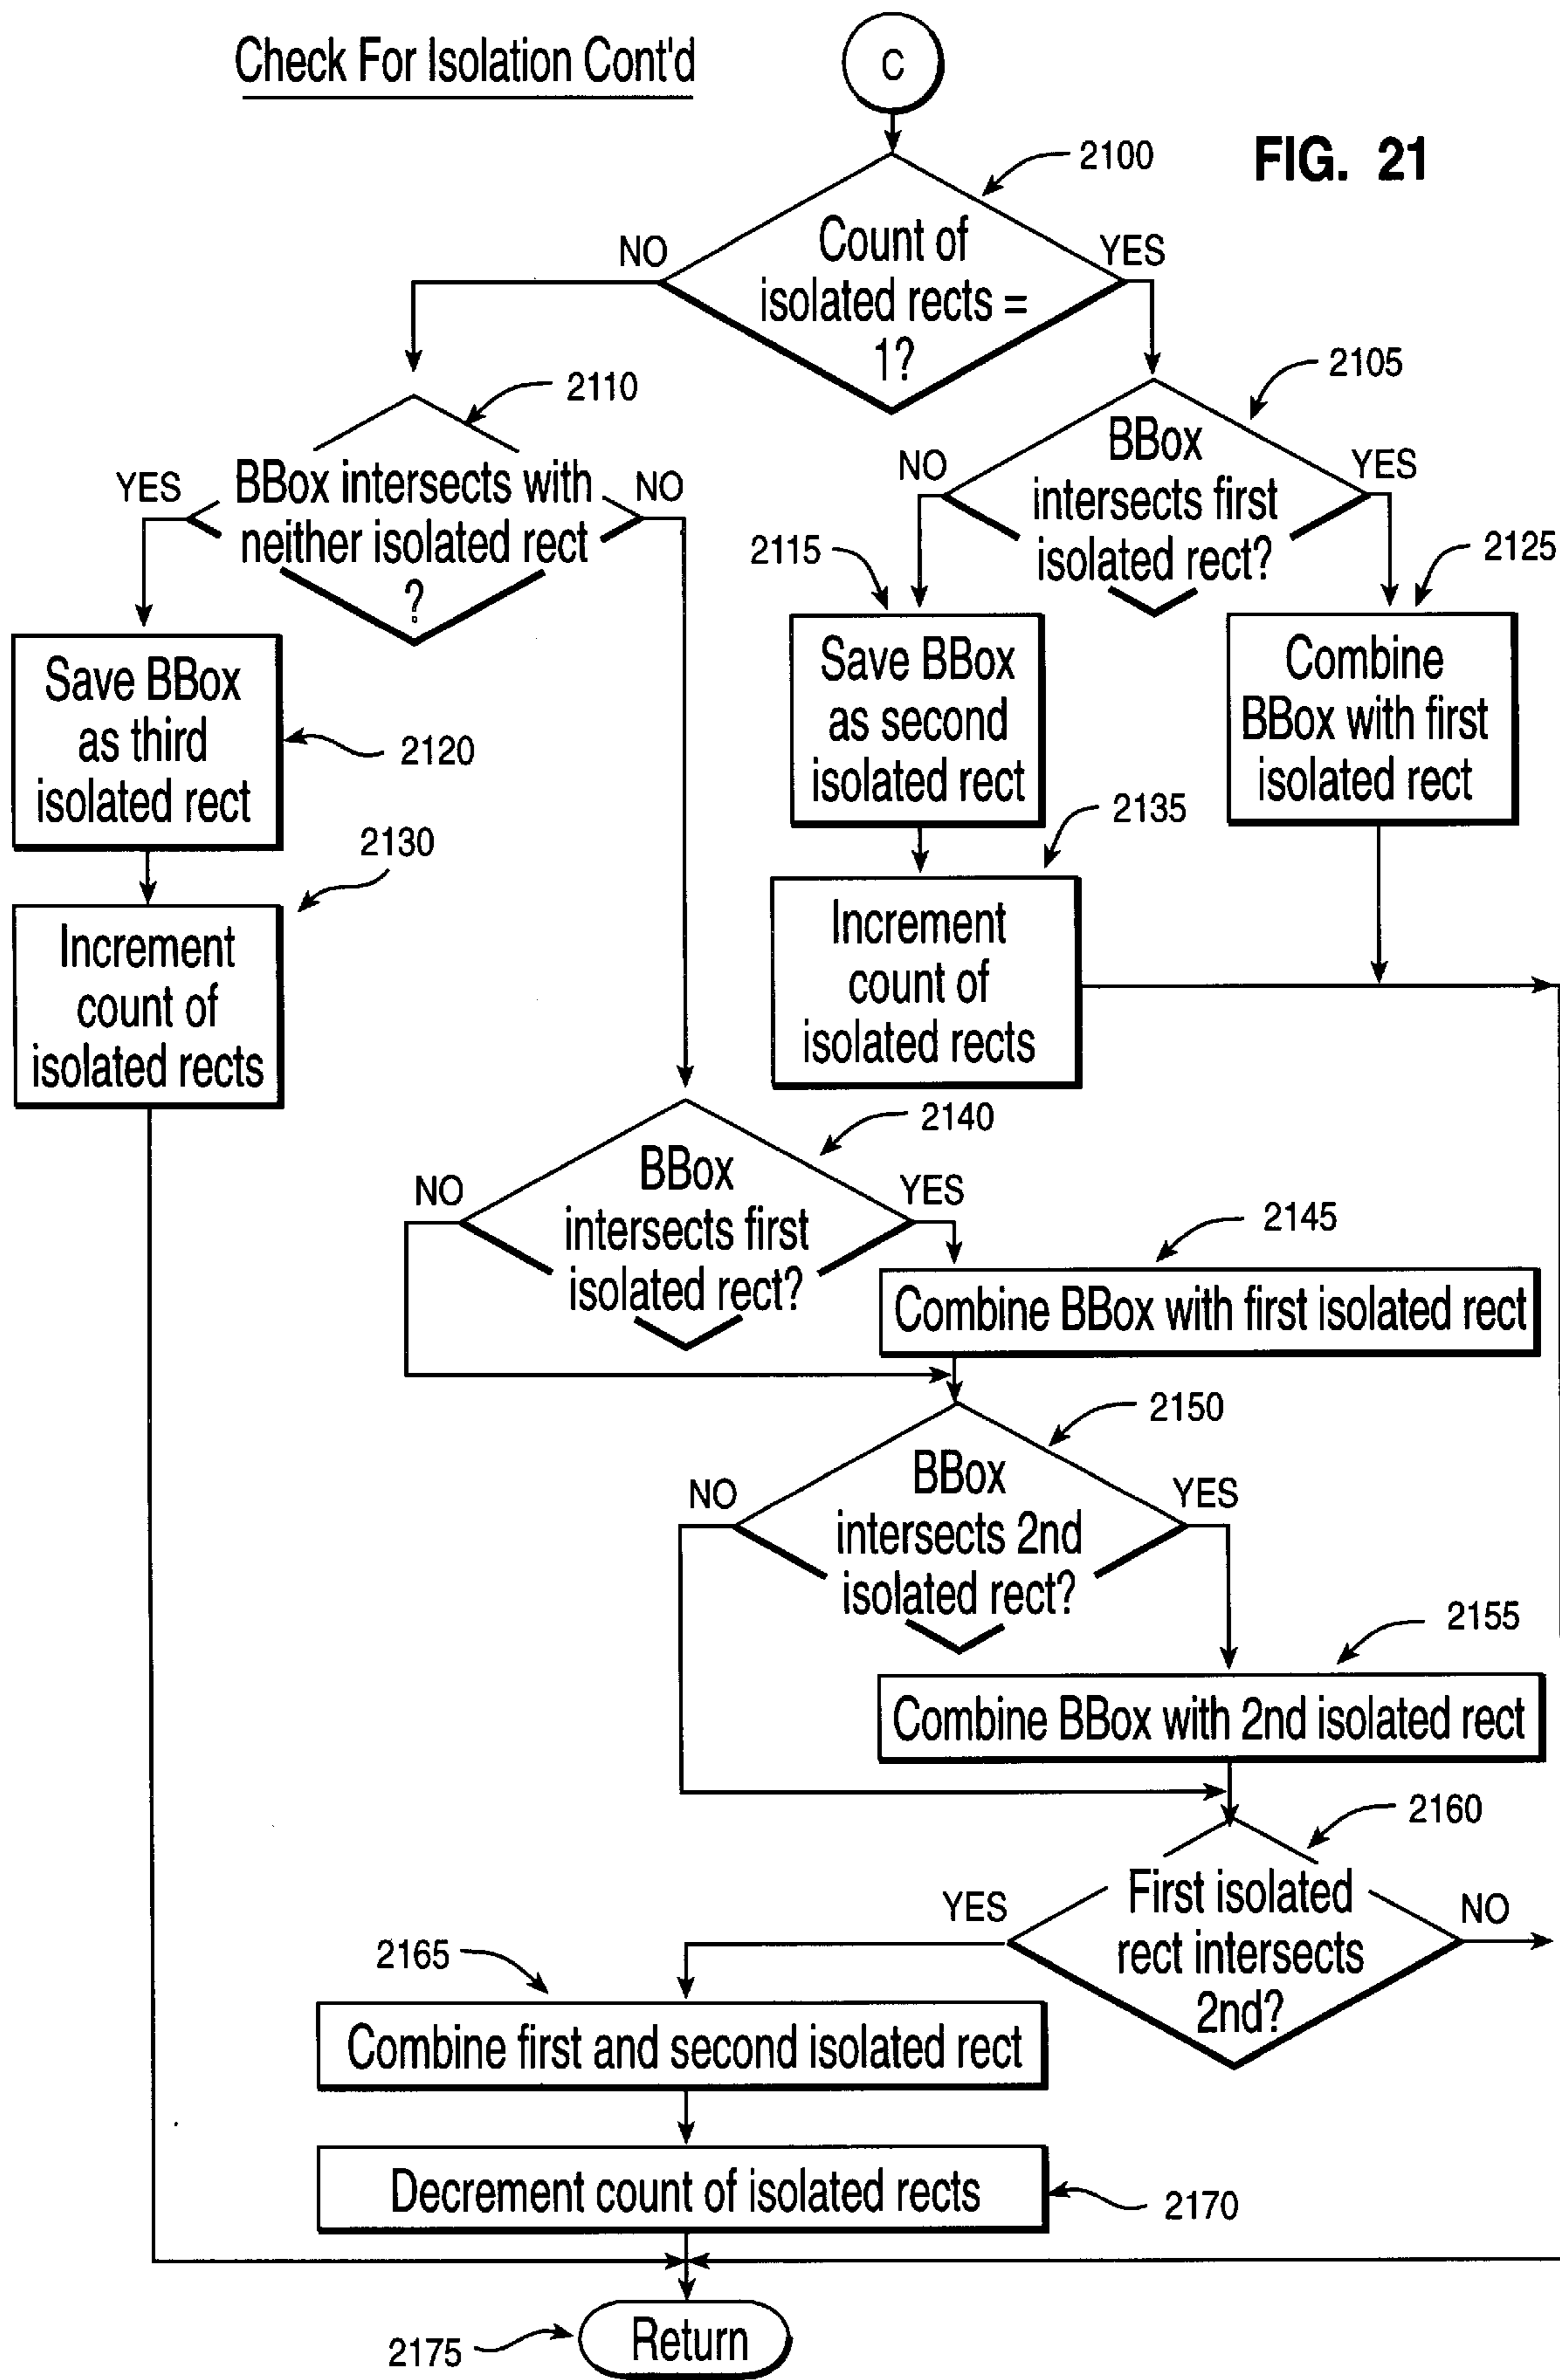 Check For Isolation Cont'd
C
FIG. 21
2100
Count of
isolated rects =
1?
NO
YES
2110
BBox intersects with
neither isolated rect
?
YES
NO
2105
BBox
intersects first
isolated rect?
NO
YES
2115
Save BBox
as second
isolated rect
2125
Combine
BBox with first
isolated rect
Save BBox
as third
isolated rect
2120
2130
Increment
count of
isolated rects
2135
Increment
count of
isolated rects
2140
BBox
intersects first
isolated rect?
NO
YES
2145
Combine BBox with first isolated rect
2150
BBox
intersects 2nd
isolated rect?
NO
YES
2155
Combine BBox with 2nd isolated rect
2160
First isolated
rect intersects
2nd?
YES
NO
2165
Combine first and second isolated rect
Decrement count of isolated rects
2170
2175
Return